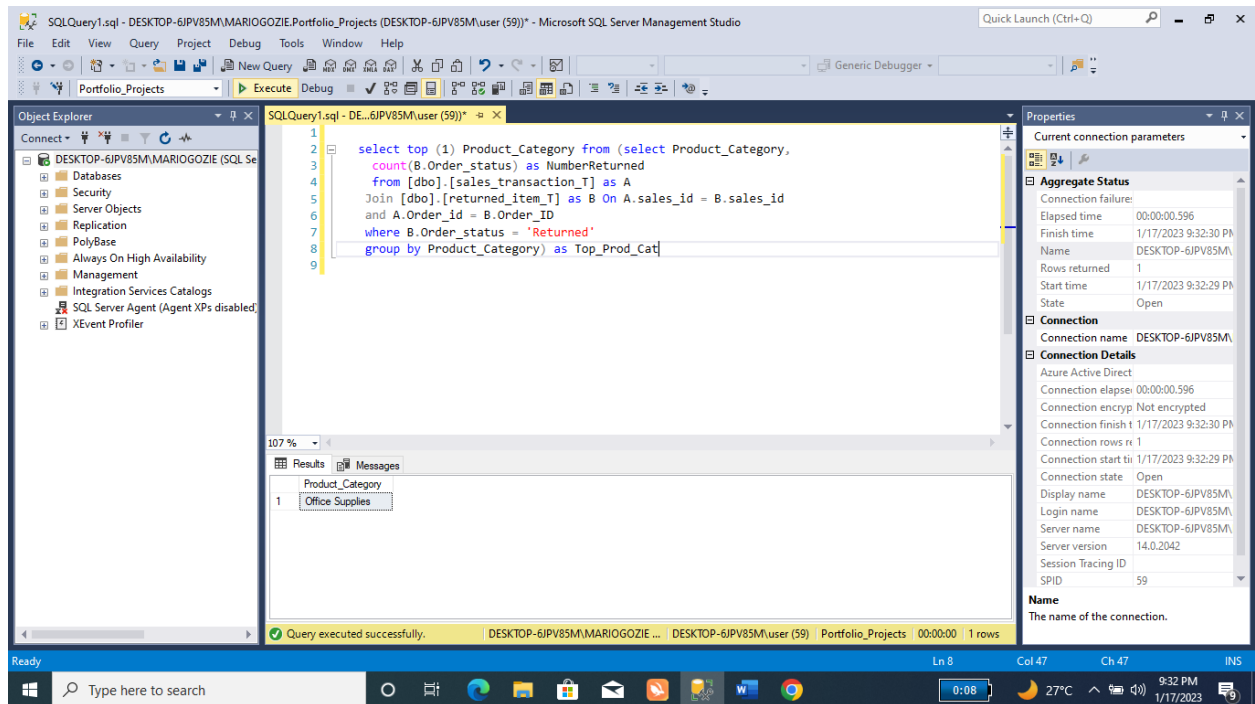 SQLQuery1.sql - DESKTOP-6JPV85M\MARIOGOZIE.Portfolio_Projects (DESKTOP-6JPV85M\user (59))* - Microsoft SQL Server Management Studio
Quick Launch (Ctrl+Q)
File Edit View Query Project Debug Tools Window Help
New Query MDX DMX XMLA DAX Generic Debugger
Portfolio_Projects Execute Debug
Object Explorer
Connect
DESKTOP-6JPV85M\MARIOGOZIE (SQL Se
Databases
Security
Server Objects
Replication
PolyBase
Always On High Availability
Management
Integration Services Catalogs
SQL Server Agent (Agent XPs disabled)
XEvent Profiler
SQLQuery1.sql - DE...6JPV85M\user (59))*
1
2 select top (1) Product_Category from (select Product_Category,
3 count(B.Order_status) as NumberReturned
4 from [dbo].[sales_transaction_T] as A
5 Join [dbo].[returned_item_T] as B On A.sales_id = B.sales_id
6 and A.Order_id = B.Order_ID
7 where B.Order_status = 'Returned'
8 group by Product_Category) as Top_Prod_Cat
9
107 %
Results Messages
Product_Category
1 Office Supplies
Query executed successfully. DESKTOP-6JPV85M\MARIOGOZIE ... DESKTOP-6JPV85M\user (59) Portfolio_Projects 00:00:00 1 rows
Properties
Current connection parameters
Aggregate Status
Connection failures
Elapsed time 00:00:00.596
Finish time 1/17/2023 9:32:30 PM
Name DESKTOP-6JPV85M\
Rows returned 1
Start time 1/17/2023 9:32:29 PM
State Open
Connection
Connection name DESKTOP-6JPV85M\
Connection Details
Azure Active Direct
Connection elapse 00:00:00.596
Connection encryp Not encrypted
Connection finish t 1/17/2023 9:32:30 PM
Connection rows re 1
Connection start ti 1/17/2023 9:32:29 PM
Connection state Open
Display name DESKTOP-6JPV85M\
Login name DESKTOP-6JPV85M\
Server name DESKTOP-6JPV85M\
Server version 14.0.2042
Session Tracing ID
SPID 59
Name
The name of the connection.
Ready Ln 8 Col 47 Ch 47 INS
Type here to search 0:08 27°C 9:32 PM
1/17/2023 9